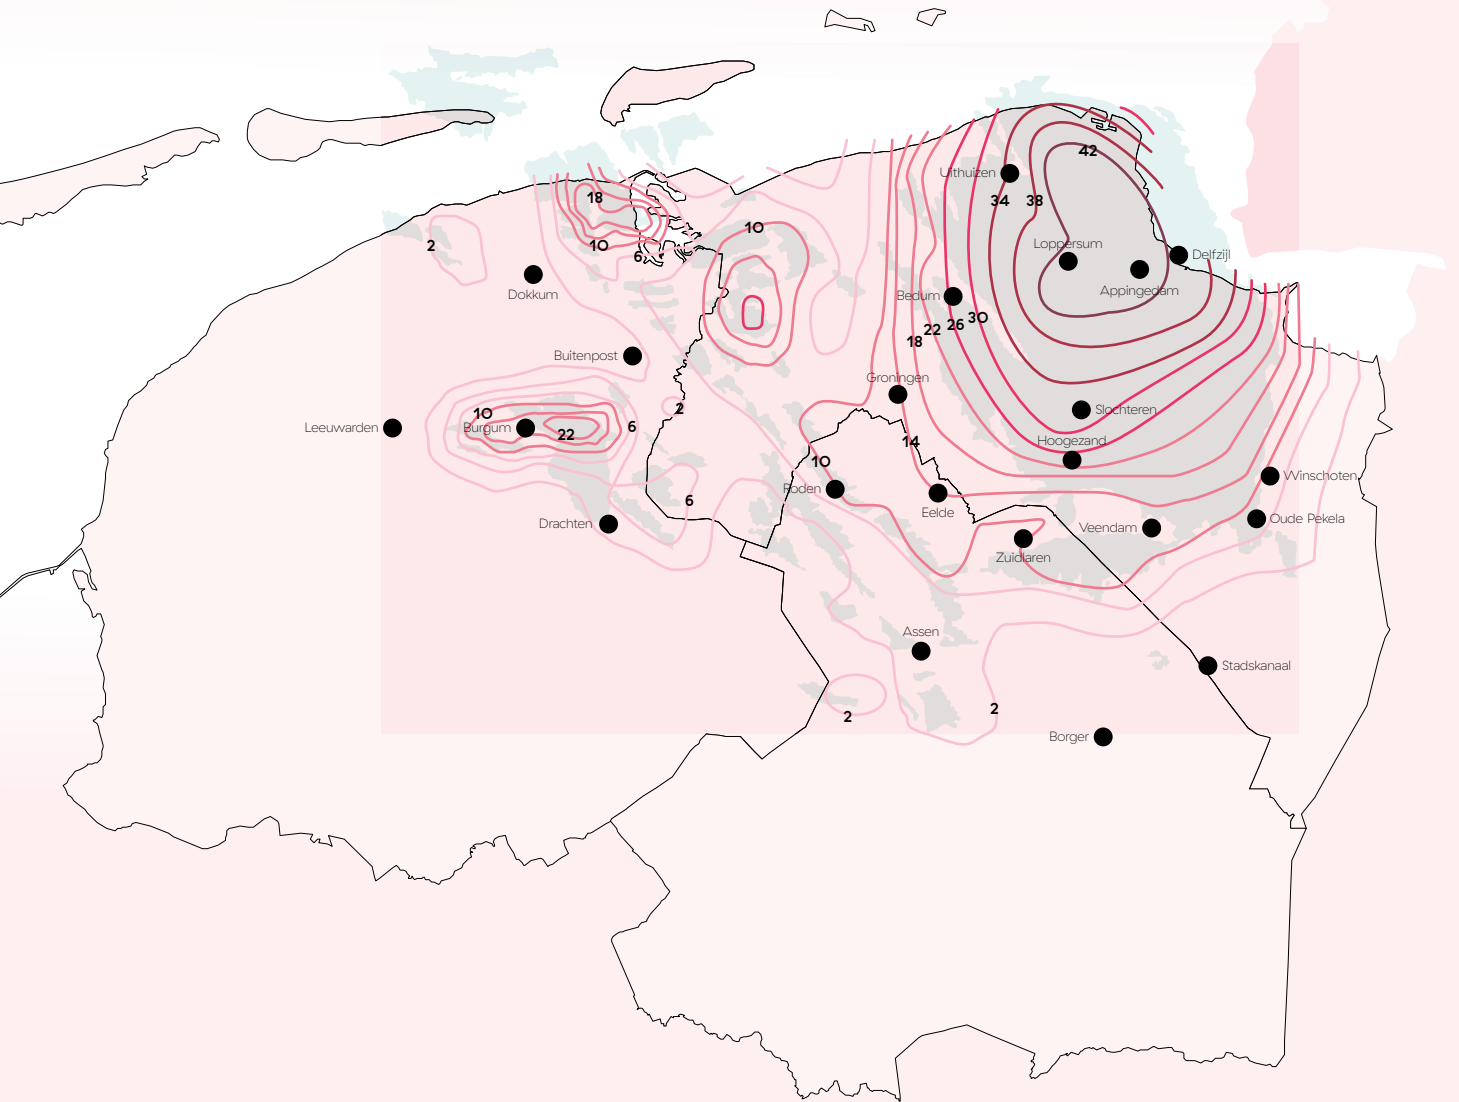 42
Uithuizen
18
34
38
10
2
10
Loppersum
6
Delfzijl
Dokkum
Bedum
Appingedam
22
26
30
18
Buitenpost
Groningen
2
Slochteren
10
Leeuwarden
Burgum
22
6
14
Hoogezand
10
Winschoten
Roden
6
Eelde
Drachten
Veendam
Oude Pekela
Zuidlaren
Assen
Stadskanaal
2
2
Borger